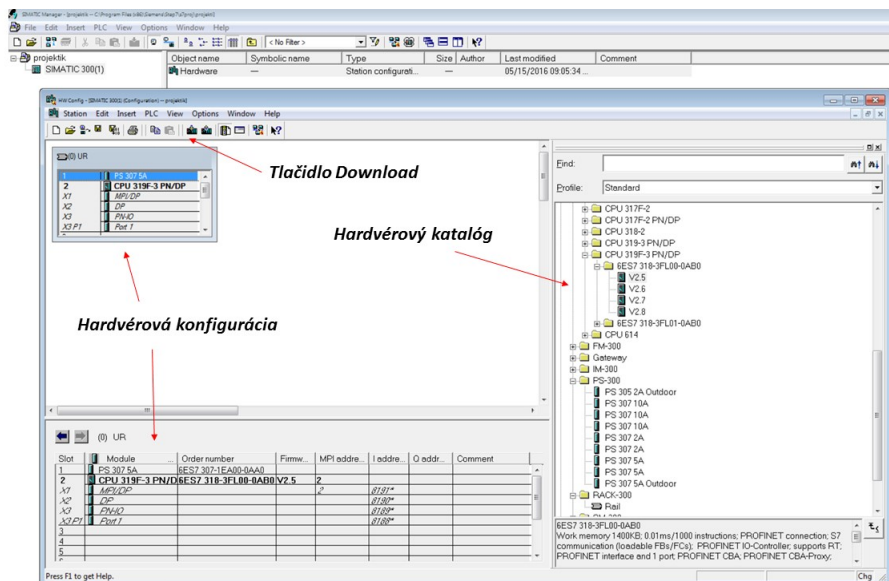 SIMATIC Manager - [projektik -- C:\Program Files (x86)\Siemens\Step7\s7proj\projekti]
File Edit Insert PLC View Options Window Help
< No Filter >
projektik
SIMATIC 300(1)
Object name Symbolic name Type Size Author Last modified Comment
Hardware --- Station configurati... --- 05/15/2016 09:05:34 ...
HW Config - [SIMATIC 300(1) (Configuration) -- projektik]
Station Edit Insert PLC View Options Window Help
(0) UR
1 PS 307 5A
2 CPU 319F-3 PN/DP
X1 MPI/DP
X2 DP
X3 PN-IO
X3 P1 Port 1
Tlačidlo Download
Hardvérový katalóg
Hardvérová konfigurácia
Find:
Profile: Standard
CPU 317F-2
CPU 317F-2 PN/DP
CPU 318-2
CPU 319-3 PN/DP
CPU 319F-3 PN/DP
6ES7 318-3FL00-0AB0
V2.5
V2.6
V2.7
V2.8
6ES7 318-3FL01-0AB0
CPU 614
FM-300
Gateway
IM-300
PS-300
PS 305 2A Outdoor
PS 307 10A
PS 307 10A
PS 307 10A
PS 307 2A
PS 307 2A
PS 307 5A
PS 307 5A
PS 307 5A Outdoor
RACK-300
Rail
(0) UR
Slot Module ... Order number Firmw... MPI addre... I addre... Q addr... Comment
1 PS 307 5A 6ES7 307-1EA00-0AA0
2 CPU 319F-3 PN/D 6ES7 318-3FL00-0AB0 V2.5 2
X1 MPI/DP 2 8191*
X2 DP 8190*
X3 PN-IO 8189*
X3 P1 Port 1 8188*
3
4
5
6ES7 318-3FL00-0AB0
Work memory 1400KB; 0.01ms/1000 instructions; PROFINET connection; S7
communication (loadable FBs/FCs); PROFINET IO-Controller; supports RT;
PROFINET interface and 1 port; PROFINET CBA; PROFINET CBA-Proxy;
Press F1 to get Help.
Chg